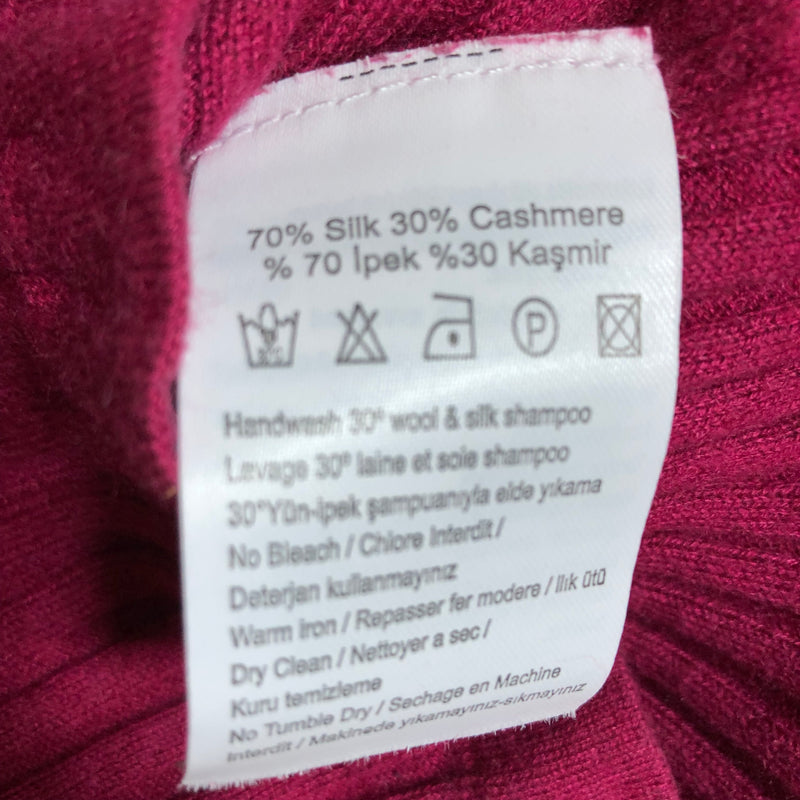 70% Silk 30% Cashmere
% 70 İpek %30 Kaşmir
P
Handwash 30° wool & silk shampoo
Lavage 30° laine et soie shampoo
30°Yün-ipek şampuanıyla elde yıkama
No Bleach / Chlore Interdit /
Deterjan kullanmayınız
Warm iron / Repasser fer modere / Ilık ütü
Dry Clean / Nettoyer a sec /
Kuru temizleme
No Tumble Dry / Sechage en Machine
Interdit / Makinede yıkamayınız-sıkmayınız